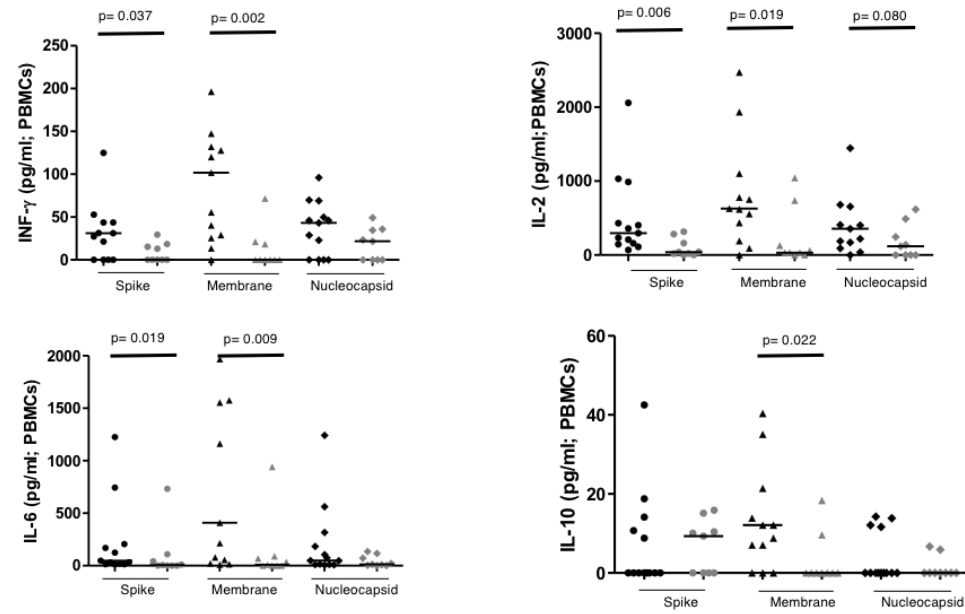 p= 0.037
p= 0.002
250
200
150
100
50
0
INF-γ (pg/ml; PBMCs)
Spike
Membrane
Nucleocapsid
p= 0.006
p= 0.019
p= 0.080
3000
2000
1000
0
IL-2 (pg/ml;PBMCs)
Spike
Membrane
Nucleocapsid
p= 0.019
p= 0.009
2000
1500
1000
500
0
IL-6 (pg/ml; PBMCs)
Spike
Membrane
Nucleocapsid
p= 0.022
60
40
20
0
IL-10 (pg/ml; PBMCs)
Spike
Membrane
Nucleocapsid